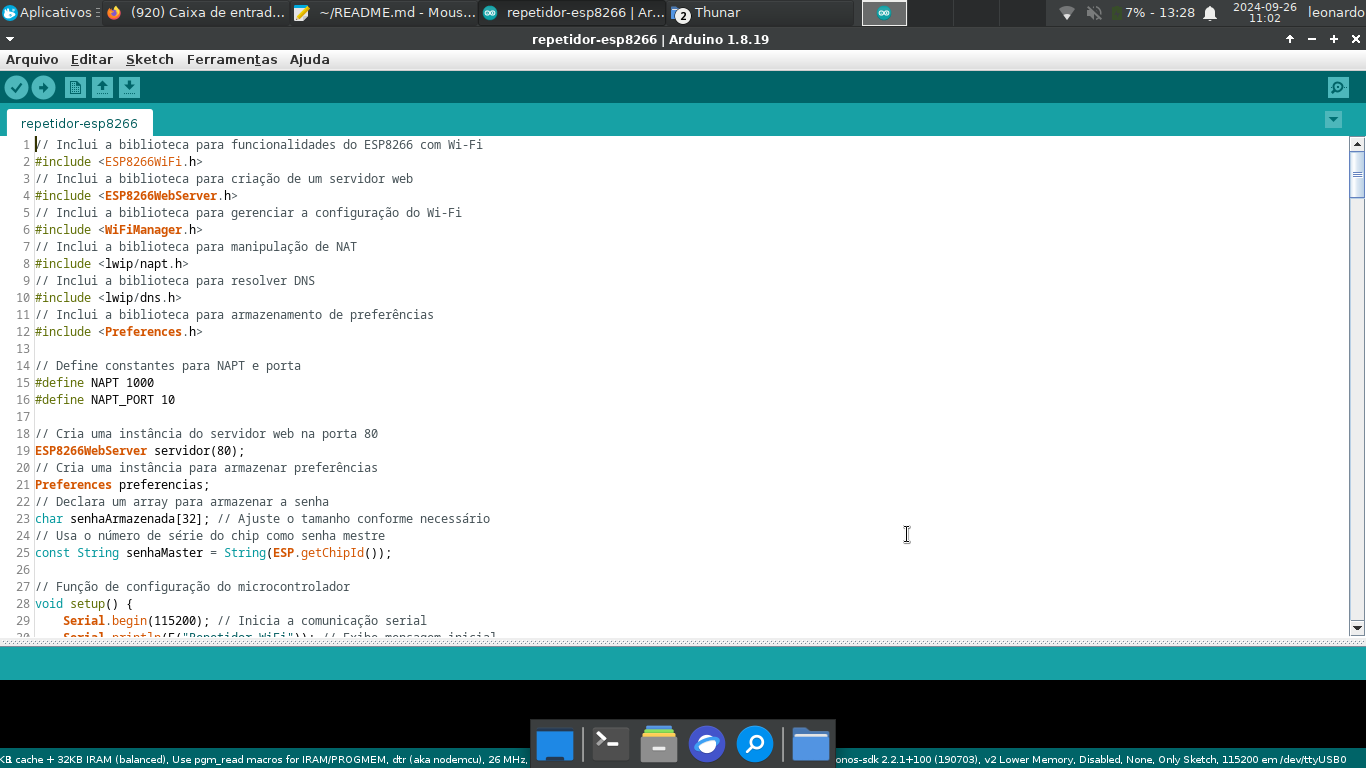 Aplicativos
(920) Caixa de entrad...
~/README.md - Mous...
repetidor-esp8266 | Ar...
2
Thunar
7% - 13:28
2024-09-26
11:02
leonardo
repetidor-esp8266 | Arduino 1.8.19
Arquivo Editar Sketch Ferramentas Ajuda
repetidor-esp8266
1 // Inclui a biblioteca para funcionalidades do ESP8266 com Wi-Fi
2 #include <ESP8266WiFi.h>
3 // Inclui a biblioteca para criação de um servidor web
4 #include <ESP8266WebServer.h>
5 // Inclui a biblioteca para gerenciar a configuração do Wi-Fi
6 #include <WiFiManager.h>
7 // Inclui a biblioteca para manipulação de NAT
8 #include <lwip/napt.h>
9 // Inclui a biblioteca para resolver DNS
10 #include <lwip/dns.h>
11 // Inclui a biblioteca para armazenamento de preferências
12 #include <Preferences.h>
13
14 // Define constantes para NAPT e porta
15 #define NAPT 1000
16 #define NAPT_PORT 10
17
18 // Cria uma instância do servidor web na porta 80
19 ESP8266WebServer servidor(80);
20 // Cria uma instância para armazenar preferências
21 Preferences preferencias;
22 // Declara um array para armazenar a senha
23 char senhaArmazenada[32]; // Ajuste o tamanho conforme necessário
24 // Usa o número de série do chip como senha mestre
25 const String senhaMaster = String(ESP.getChipId());
26
27 // Função de configuração do microcontrolador
28 void setup() {
29 Serial.begin(115200); // Inicia a comunicação serial
30 Serial.println(F("Repetidor WiFi")); // Exibe mensagem inicial
cache + 32KB IRAM (balanced), Use pgm_read macros for IRAM/PROGMEM, dtr (aka nodemcu), 26 MHz,
onos-sdk 2.2.1+100 (190703), v2 Lower Memory, Disabled, None, Only Sketch, 115200 em /dev/ttyUSB0